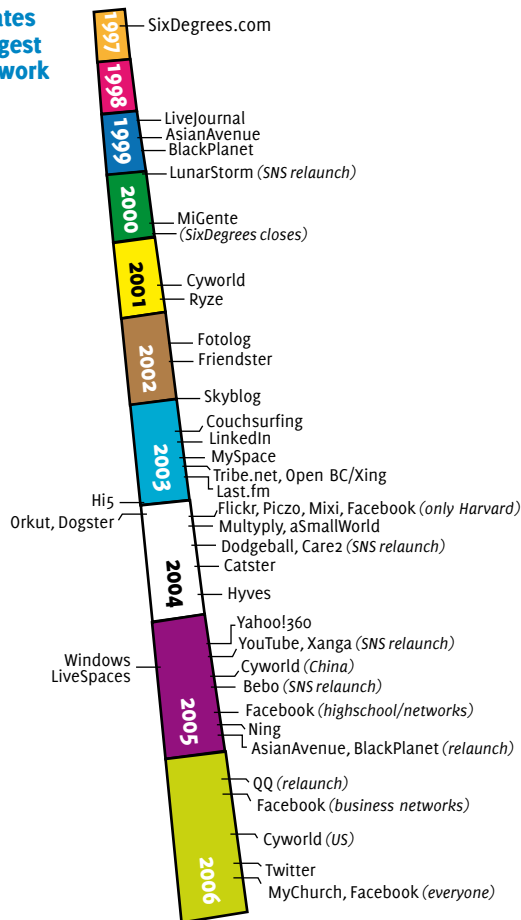 ates
gest
work
1997
SixDegrees.com
1998
1999
LiveJournal
AsianAvenue
BlackPlanet
LunarStorm (SNS relaunch)
2000
MiGente
(SixDegrees closes)
2001
Cyworld
Ryze
2002
Fotolog
Friendster
Skyblog
2003
Couchsurfing
LinkedIn
MySpace
Tribe.net, Open BC/Xing
Last.fm
Hi5
Orkut, Dogster
2004
Flickr, Piczo, Mixi, Facebook (only Harvard)
Multyply, aSmallWorld
Dodgeball, Care2 (SNS relaunch)
Catster
Hyves
2005
Yahoo!360
YouTube, Xanga (SNS relaunch)
Windows
LiveSpaces
Cyworld (China)
Bebo (SNS relaunch)
Facebook (highschool/networks)
Ning
AsianAvenue, BlackPlanet (relaunch)
2006
QQ (relaunch)
Facebook (business networks)
Cyworld (US)
Twitter
MyChurch, Facebook (everyone)